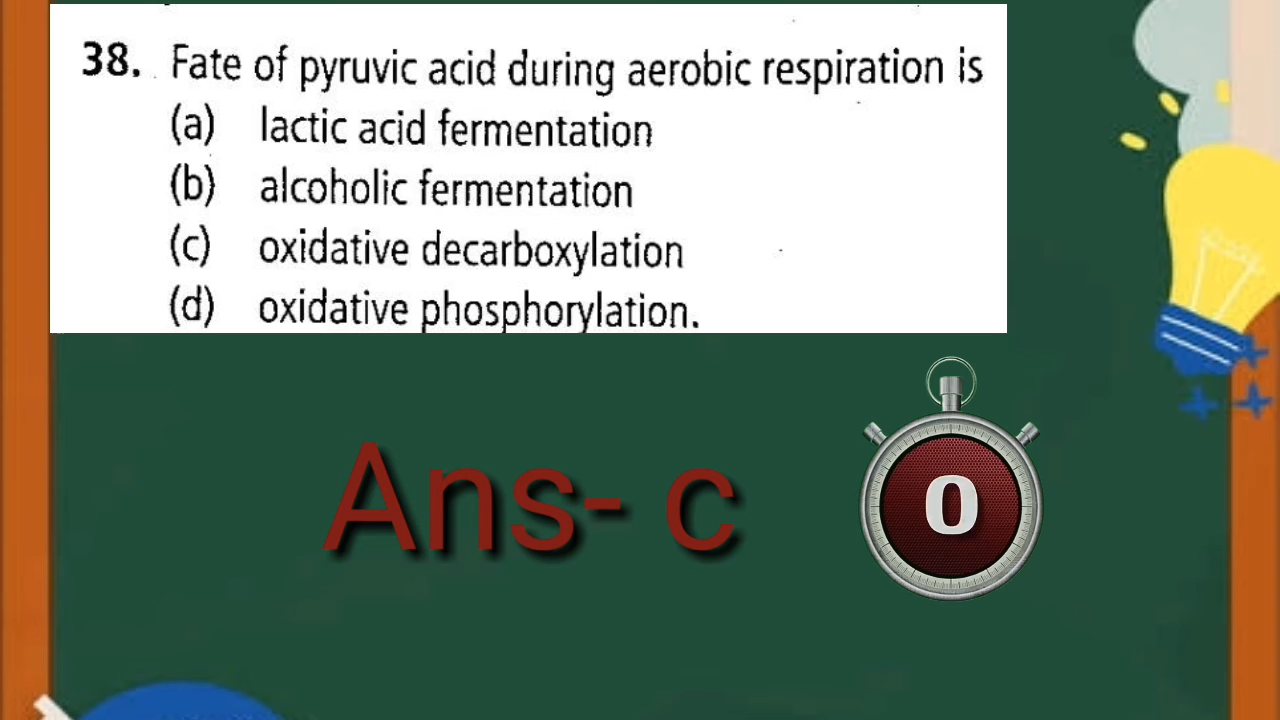 38. Fate of pyruvic acid during aerobic respiration is
(a) lactic acid fermentation
(b) alcoholic fermentation
(c) oxidative decarboxylation
(d) oxidative phosphorylation.
Ans- c
0